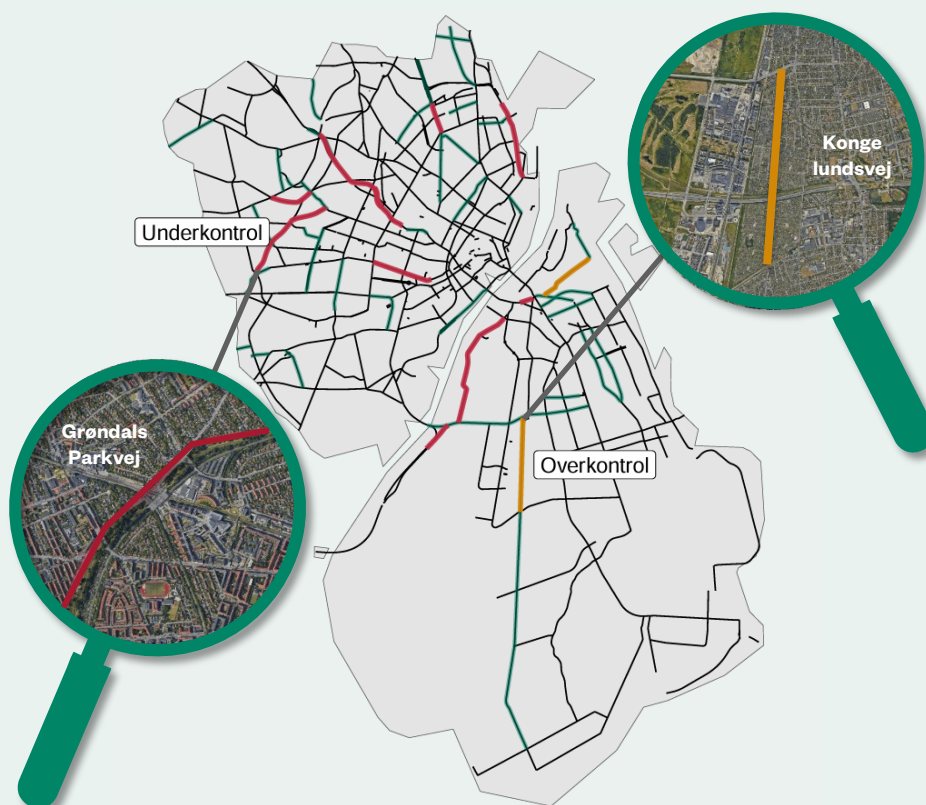 Konge
lundsvej
Underkontrol
Grøndals
Parkvej
Overkontrol